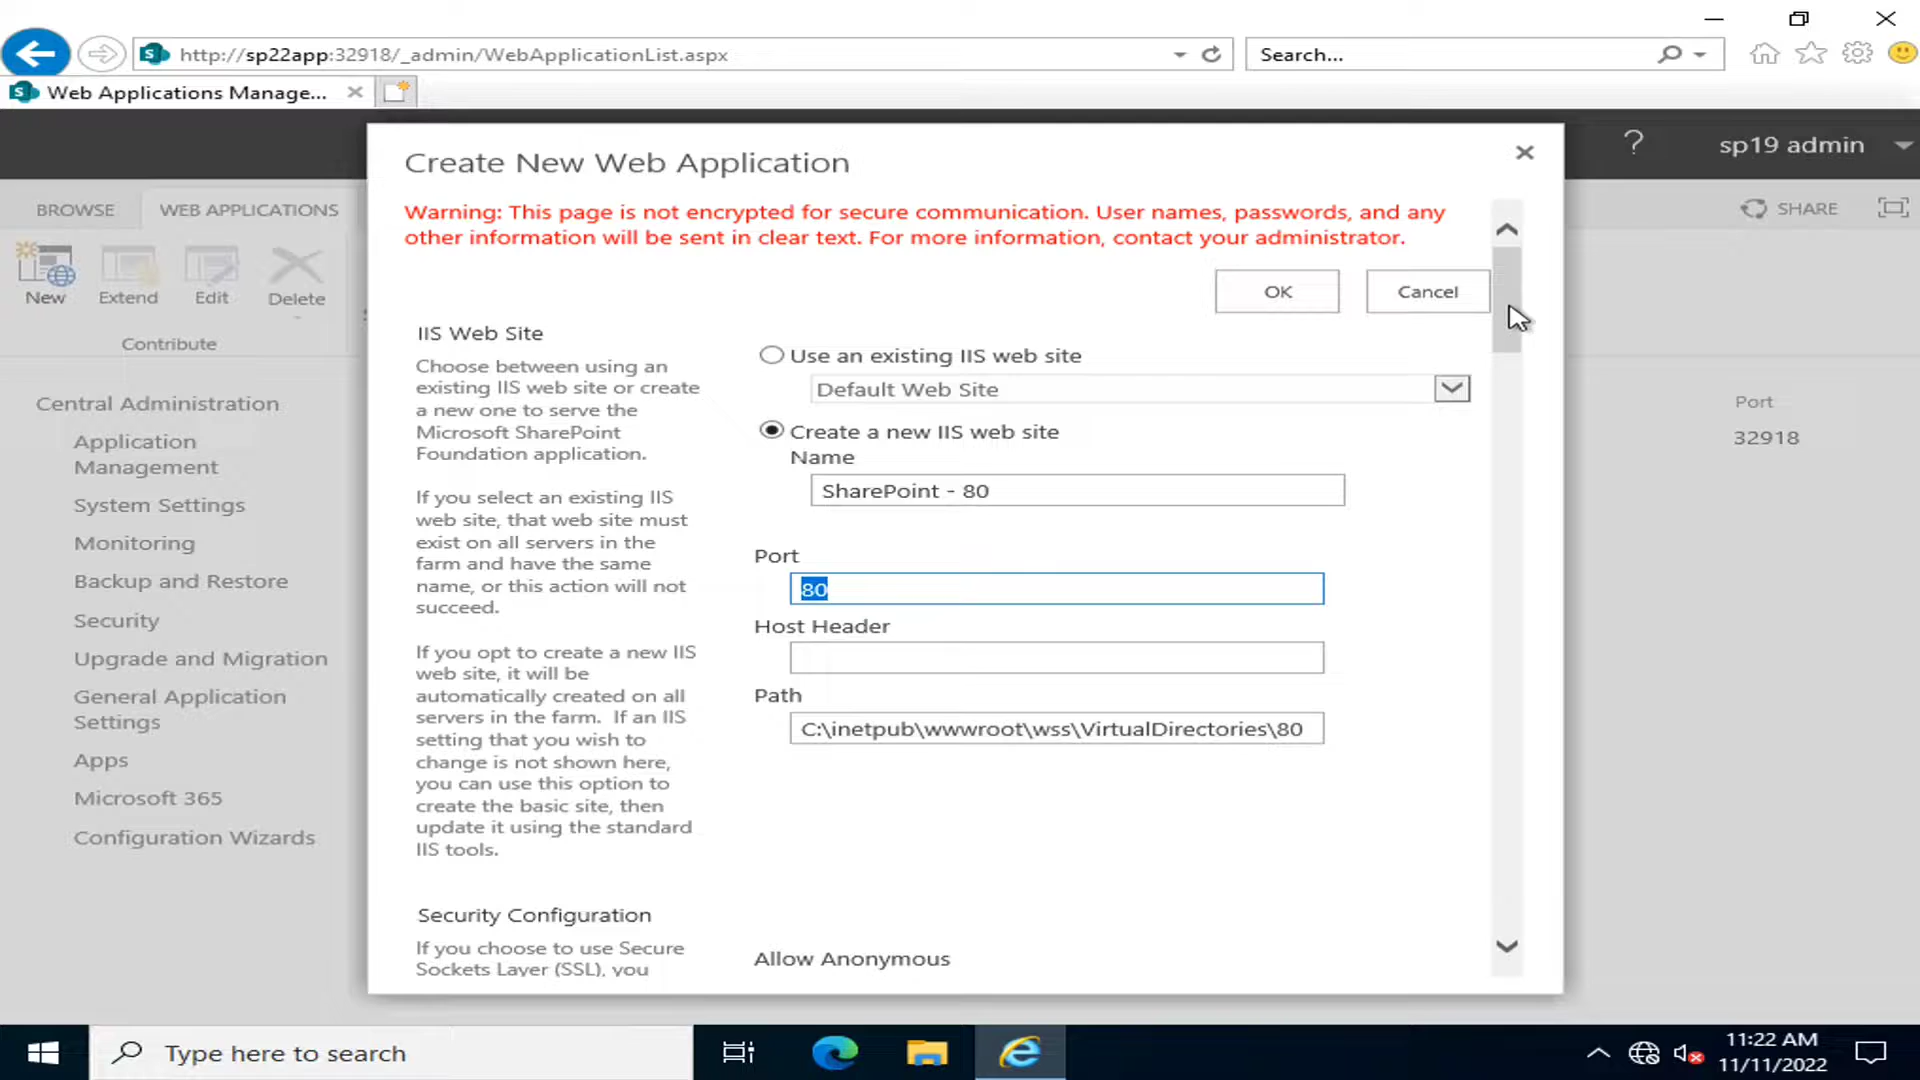 http://sp22app:32918/_admin/WebApplicationList.aspx
Search...
Web Applications Manage...
sp19 admin
BROWSE
WEB APPLICATIONS
SHARE
New
Extend
Edit
Delete
Contribute
Central Administration
Application
Management
System Settings
Monitoring
Backup and Restore
Security
Upgrade and Migration
General Application
Settings
Apps
Microsoft 365
Configuration Wizards
Port
32918
Create New Web Application
Warning: This page is not encrypted for secure communication. User names, passwords, and any
other information will be sent in clear text. For more information, contact your administrator.
OK
Cancel
IIS Web Site
Choose between using an
existing IIS web site or create
a new one to serve the
Microsoft SharePoint
Foundation application.
If you select an existing IIS
web site, that web site must
exist on all servers in the
farm and have the same
name, or this action will not
succeed.
If you opt to create a new IIS
web site, it will be
automatically created on all
servers in the farm. If an IIS
setting that you wish to
change is not shown here,
you can use this option to
create the basic site, then
update it using the standard
IIS tools.
Use an existing IIS web site
Default Web Site
Create a new IIS web site
Name
SharePoint - 80
Port
80
Host Header
Path
C:\inetpub\wwwroot\wss\VirtualDirectories\80
Security Configuration
If you choose to use Secure
Sockets Layer (SSL), you
Allow Anonymous
Type here to search
11:22 AM
11/11/2022